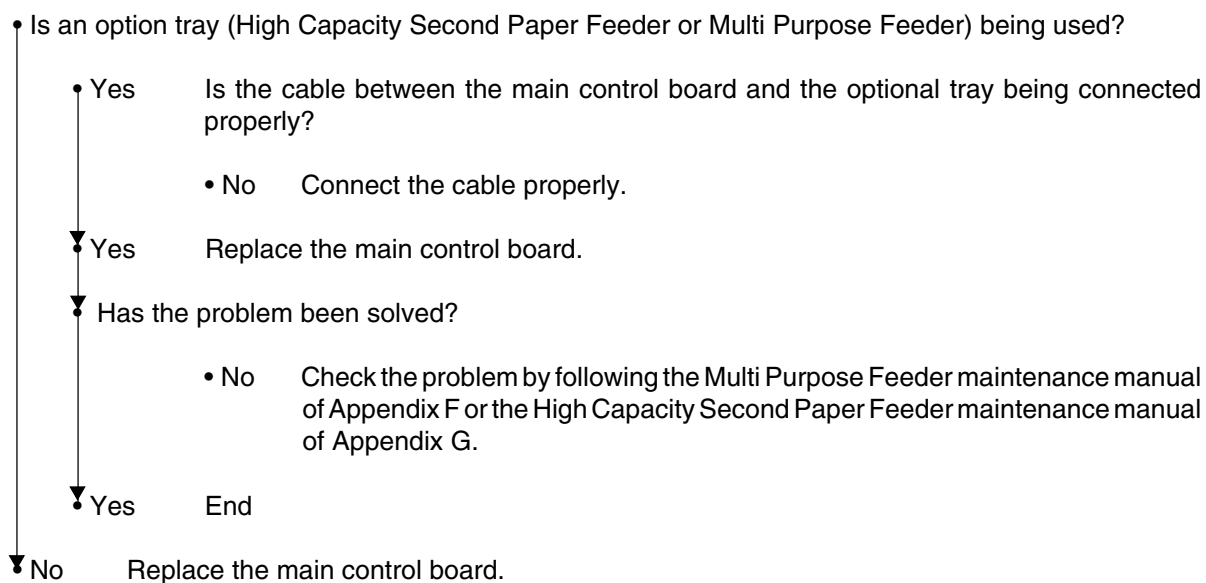 • Is an option tray (High Capacity Second Paper Feeder or Multi Purpose Feeder) being used?
• Yes Is the cable between the main control board and the optional tray being connected
properly?
• No Connect the cable properly.
• Yes Replace the main control board.
• Has the problem been solved?
• No Check the problem by following the Multi Purpose Feeder maintenance manual
of Appendix F or the High Capacity Second Paper Feeder maintenance manual
of Appendix G.
• Yes End
• No Replace the main control board.